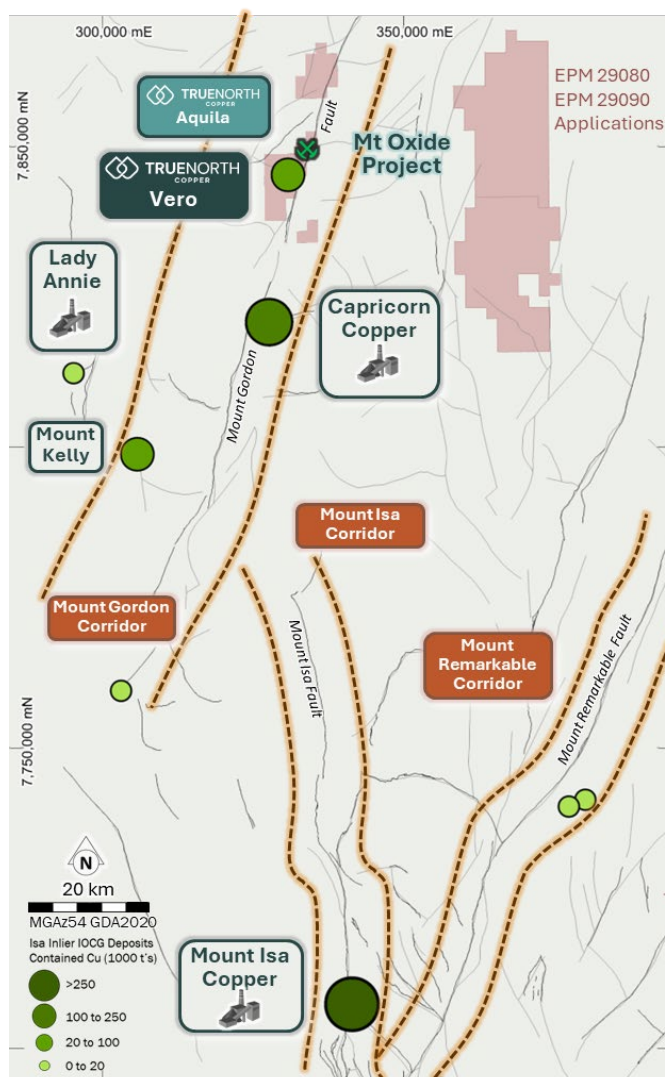 300,000 mE
350,000 mE
TRUENORTH
COPPER
Aquila
Fault
EPM 29080
EPM 29090
Applications
7,850,000 mN
Mt Oxide
Project
TRUENORTH
COPPER
Vero
Lady
Annie
Capricorn
Copper
Mount Gordon
Mount
Kelly
Mount Isa
Corridor
Mount Gordon
Corridor
Mount Isa Fault
Mount
Remarkable
Corridor
Mount Remarkable Fault
7,750,000 mN
N
20 km
MGAz54 GDA2020
Isa Inlier IOCG Deposits
Contained Cu (1000 t`s)
>250
100 to 250
20 to 100
0 to 20
Mount Isa
Copper